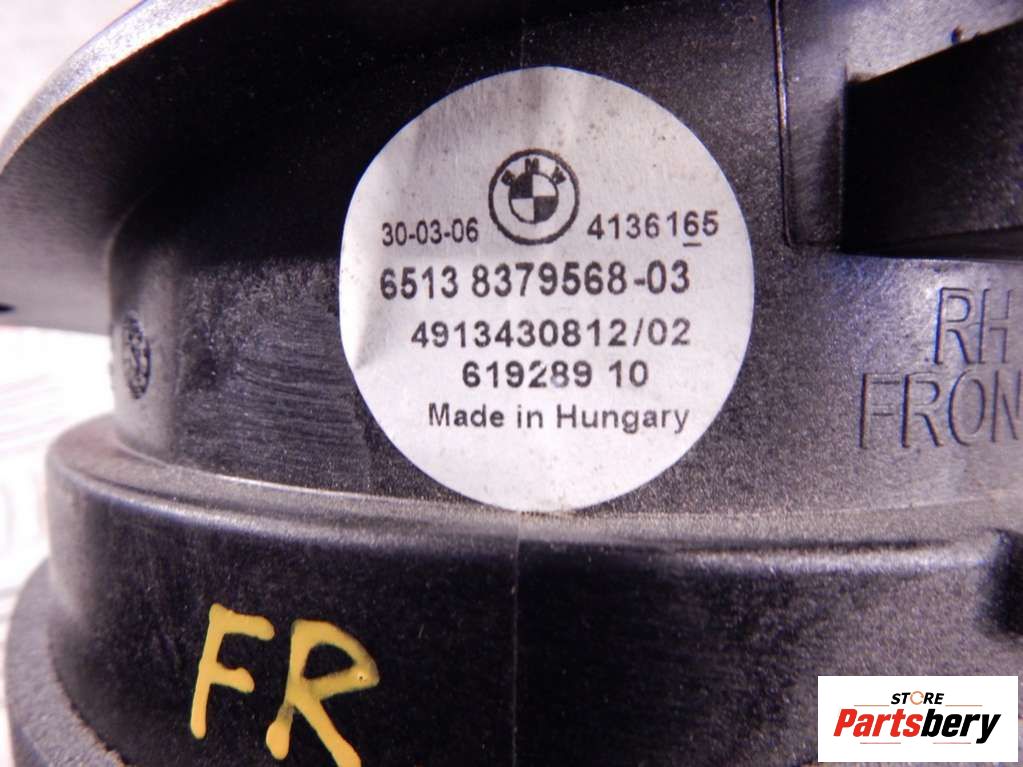 BMW
30-03-06 4136165
6513 8379568-03
4913430812/02
619289 10
Made in Hungary
RH
FRON
FR
STORE
Partsbery